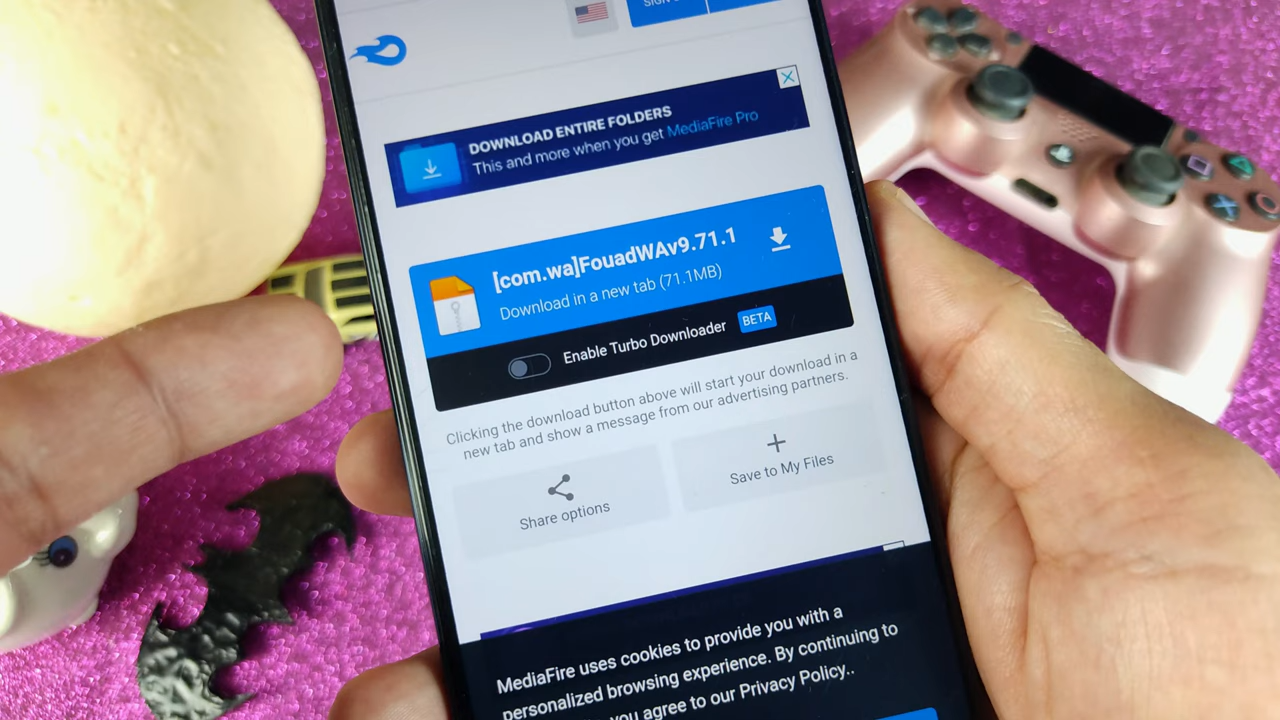 SIGN
DOWNLOAD ENTIRE FOLDERS
This and more when you get MediaFire Pro
[com.wa]FouadWAv9.71.1
Download in a new tab (71.1MB)
Enable Turbo Downloader BETA
Clicking the download button above will start your download in a
new tab and show a message from our advertising partners.
Share options
Save to My Files
MediaFire uses cookies to provide you with a
personalized browsing experience. By continuing to
you agree to our Privacy Policy..